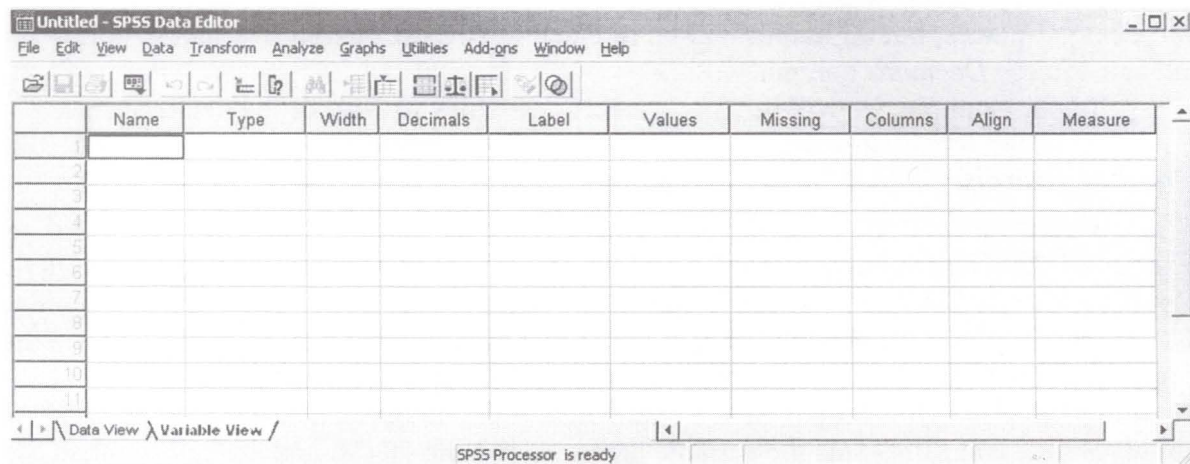 Untitled - SPSS Data Editor
File Edit View Data Transform Analyze Graphs Utilities Add-ons Window Help
Name Type Width Decimals Label Values Missing Columns Align Measure
1
2
3
4
5
6
7
8
9
10
11
Data View Variable View
SPSS Processor is ready